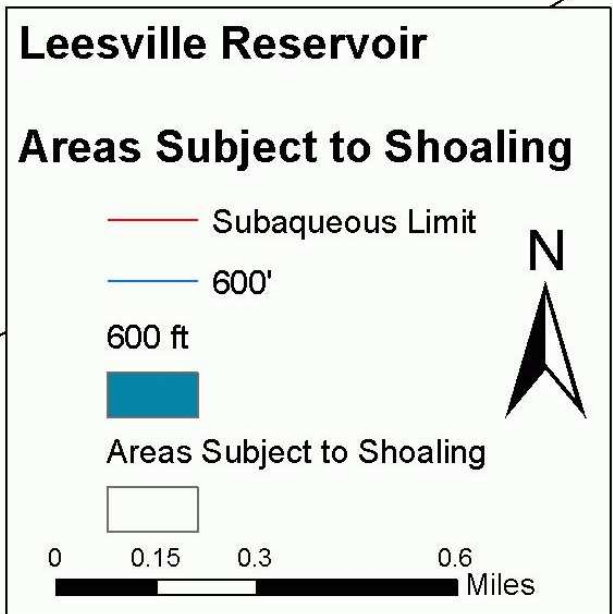 Leesville Reservoir
Areas Subject to Shoaling
Subaqueous Limit
N
600'
600 ft
Areas Subject to Shoaling
0 0.15 0.3 0.6
Miles